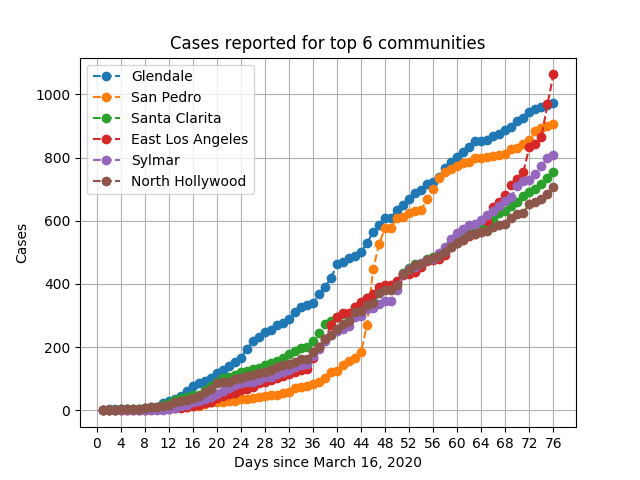 Cases reported for top 6 communities
Glendale
San Pedro
Santa Clarita
East Los Angeles
Sylmar
North Hollywood
Cases
1000
800
600
400
200
0
0 4 8 12 16 20 24 28 32 36 40 44 48 52 56 60 64 68 72 76
Days since March 16, 2020